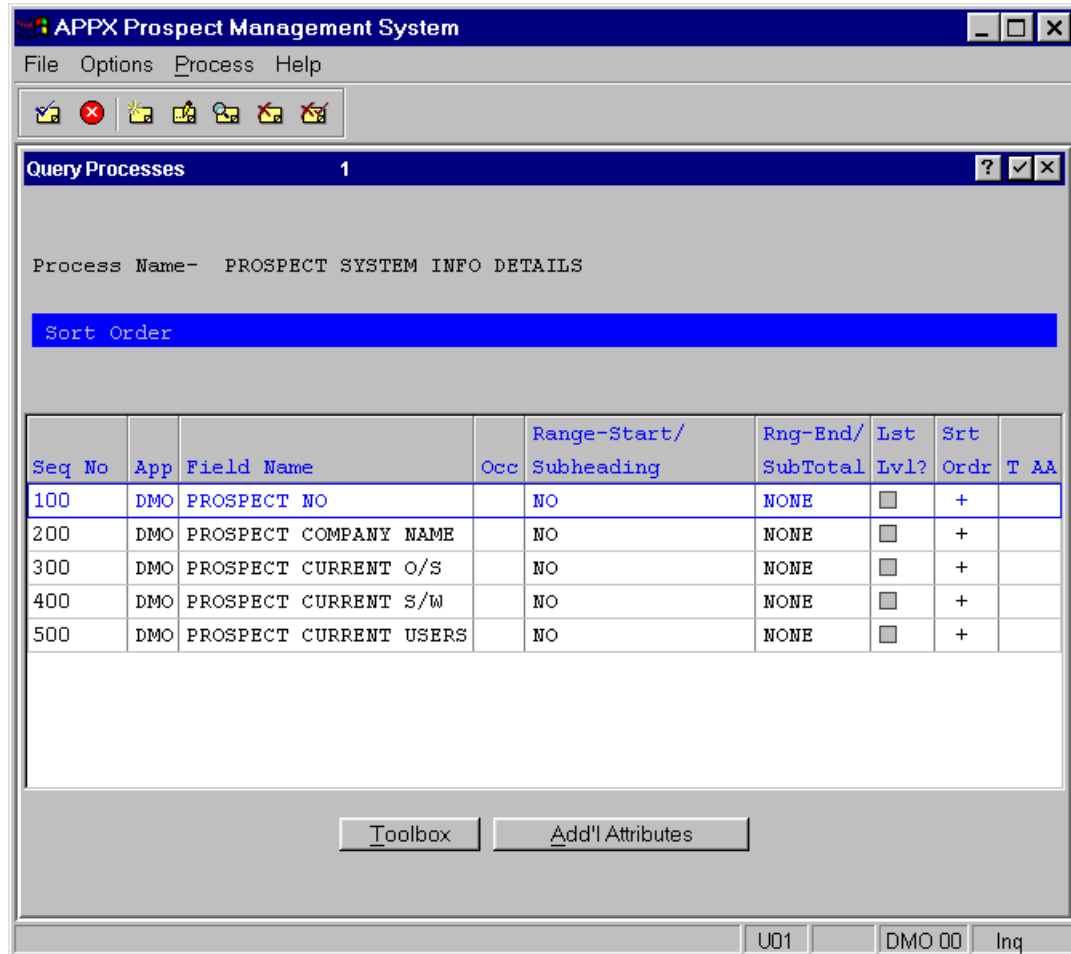 APPX Prospect Management System
File Options Process Help
Query Processes 1
Process Name- PROSPECT SYSTEM INFO DETAILS
Sort Order
Range-Start/ Rng-End/ Lst Srt
Seq No App Field Name Occ Subheading SubTotal Lvl? Ordr T AA
100 DMO PROSPECT NO NO NONE +
200 DMO PROSPECT COMPANY NAME NO NONE +
300 DMO PROSPECT CURRENT O/S NO NONE +
400 DMO PROSPECT CURRENT S/W NO NONE +
500 DMO PROSPECT CURRENT USERS NO NONE +
Toolbox Add'l Attributes
U01 DMO 00 Inq